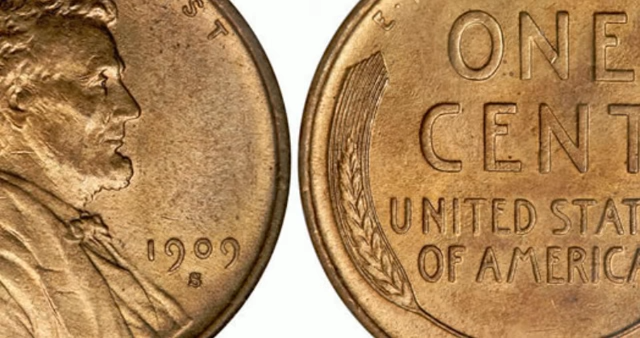 ST
1909
S
E.
ONE
CENT
UNITED STAT
OF AMERICA